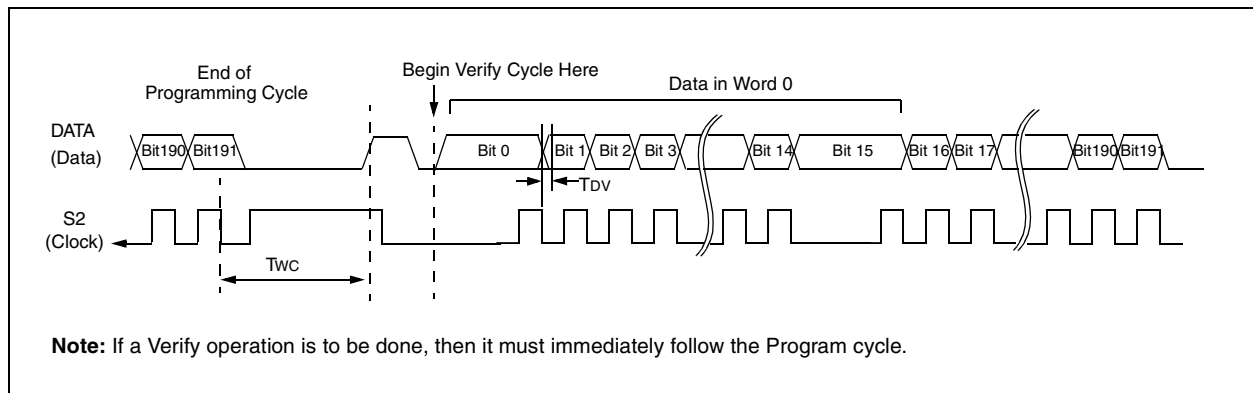 End of
Programming Cycle
Begin Verify Cycle Here
Data in Word 0
DATA
(Data)
Bit190 Bit191 Bit 0 Bit 1 Bit 2 Bit 3 Bit 14 Bit 15 Bit 16 Bit 17 Bit190 Bit191
TDV
S2
(Clock)
TWC
Note: If a Verify operation is to be done, then it must immediately follow the Program cycle.